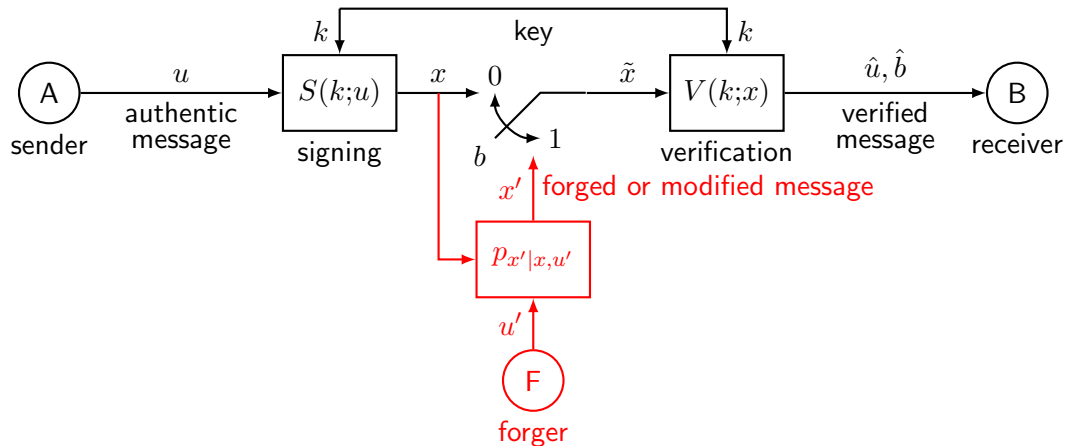 k key k
A u S(k;u) x 0 x̃ V(k;x) û, b̂ B
sender authentic message signing b 1 verification verified message receiver
x′ forged or modified message
p_{x′|x,u′}
u′
F
forger